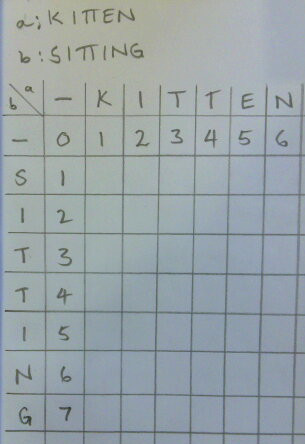 a: KITTEN
b: SITTING
b \ a – K I T T E N
– 0 1 2 3 4 5 6
S 1
I 2
T 3
T 4
I 5
N 6
G 7